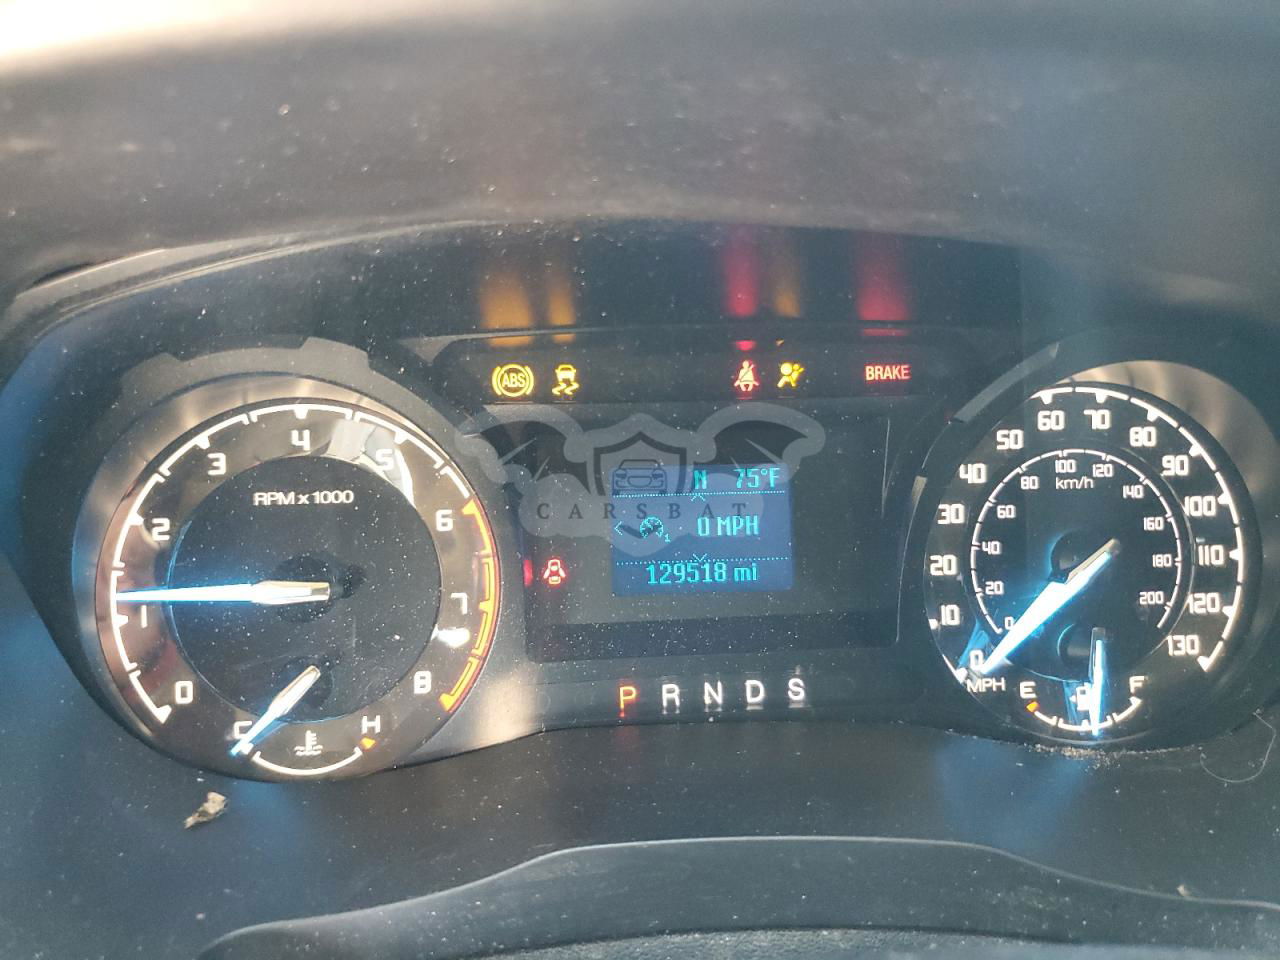 ABS
BRAKE
0 1 2 3 4 5 6 7 8
RPM x 1000
C H
N 75°F
0 MPH
1
129518 mi
CARSBAT
P R N D S
0 10 20 30 40 50 60 70 80 90 100 110 120 130
MPH
0 20 40 60 80 100 120 140 160 180 200
km/h
E F